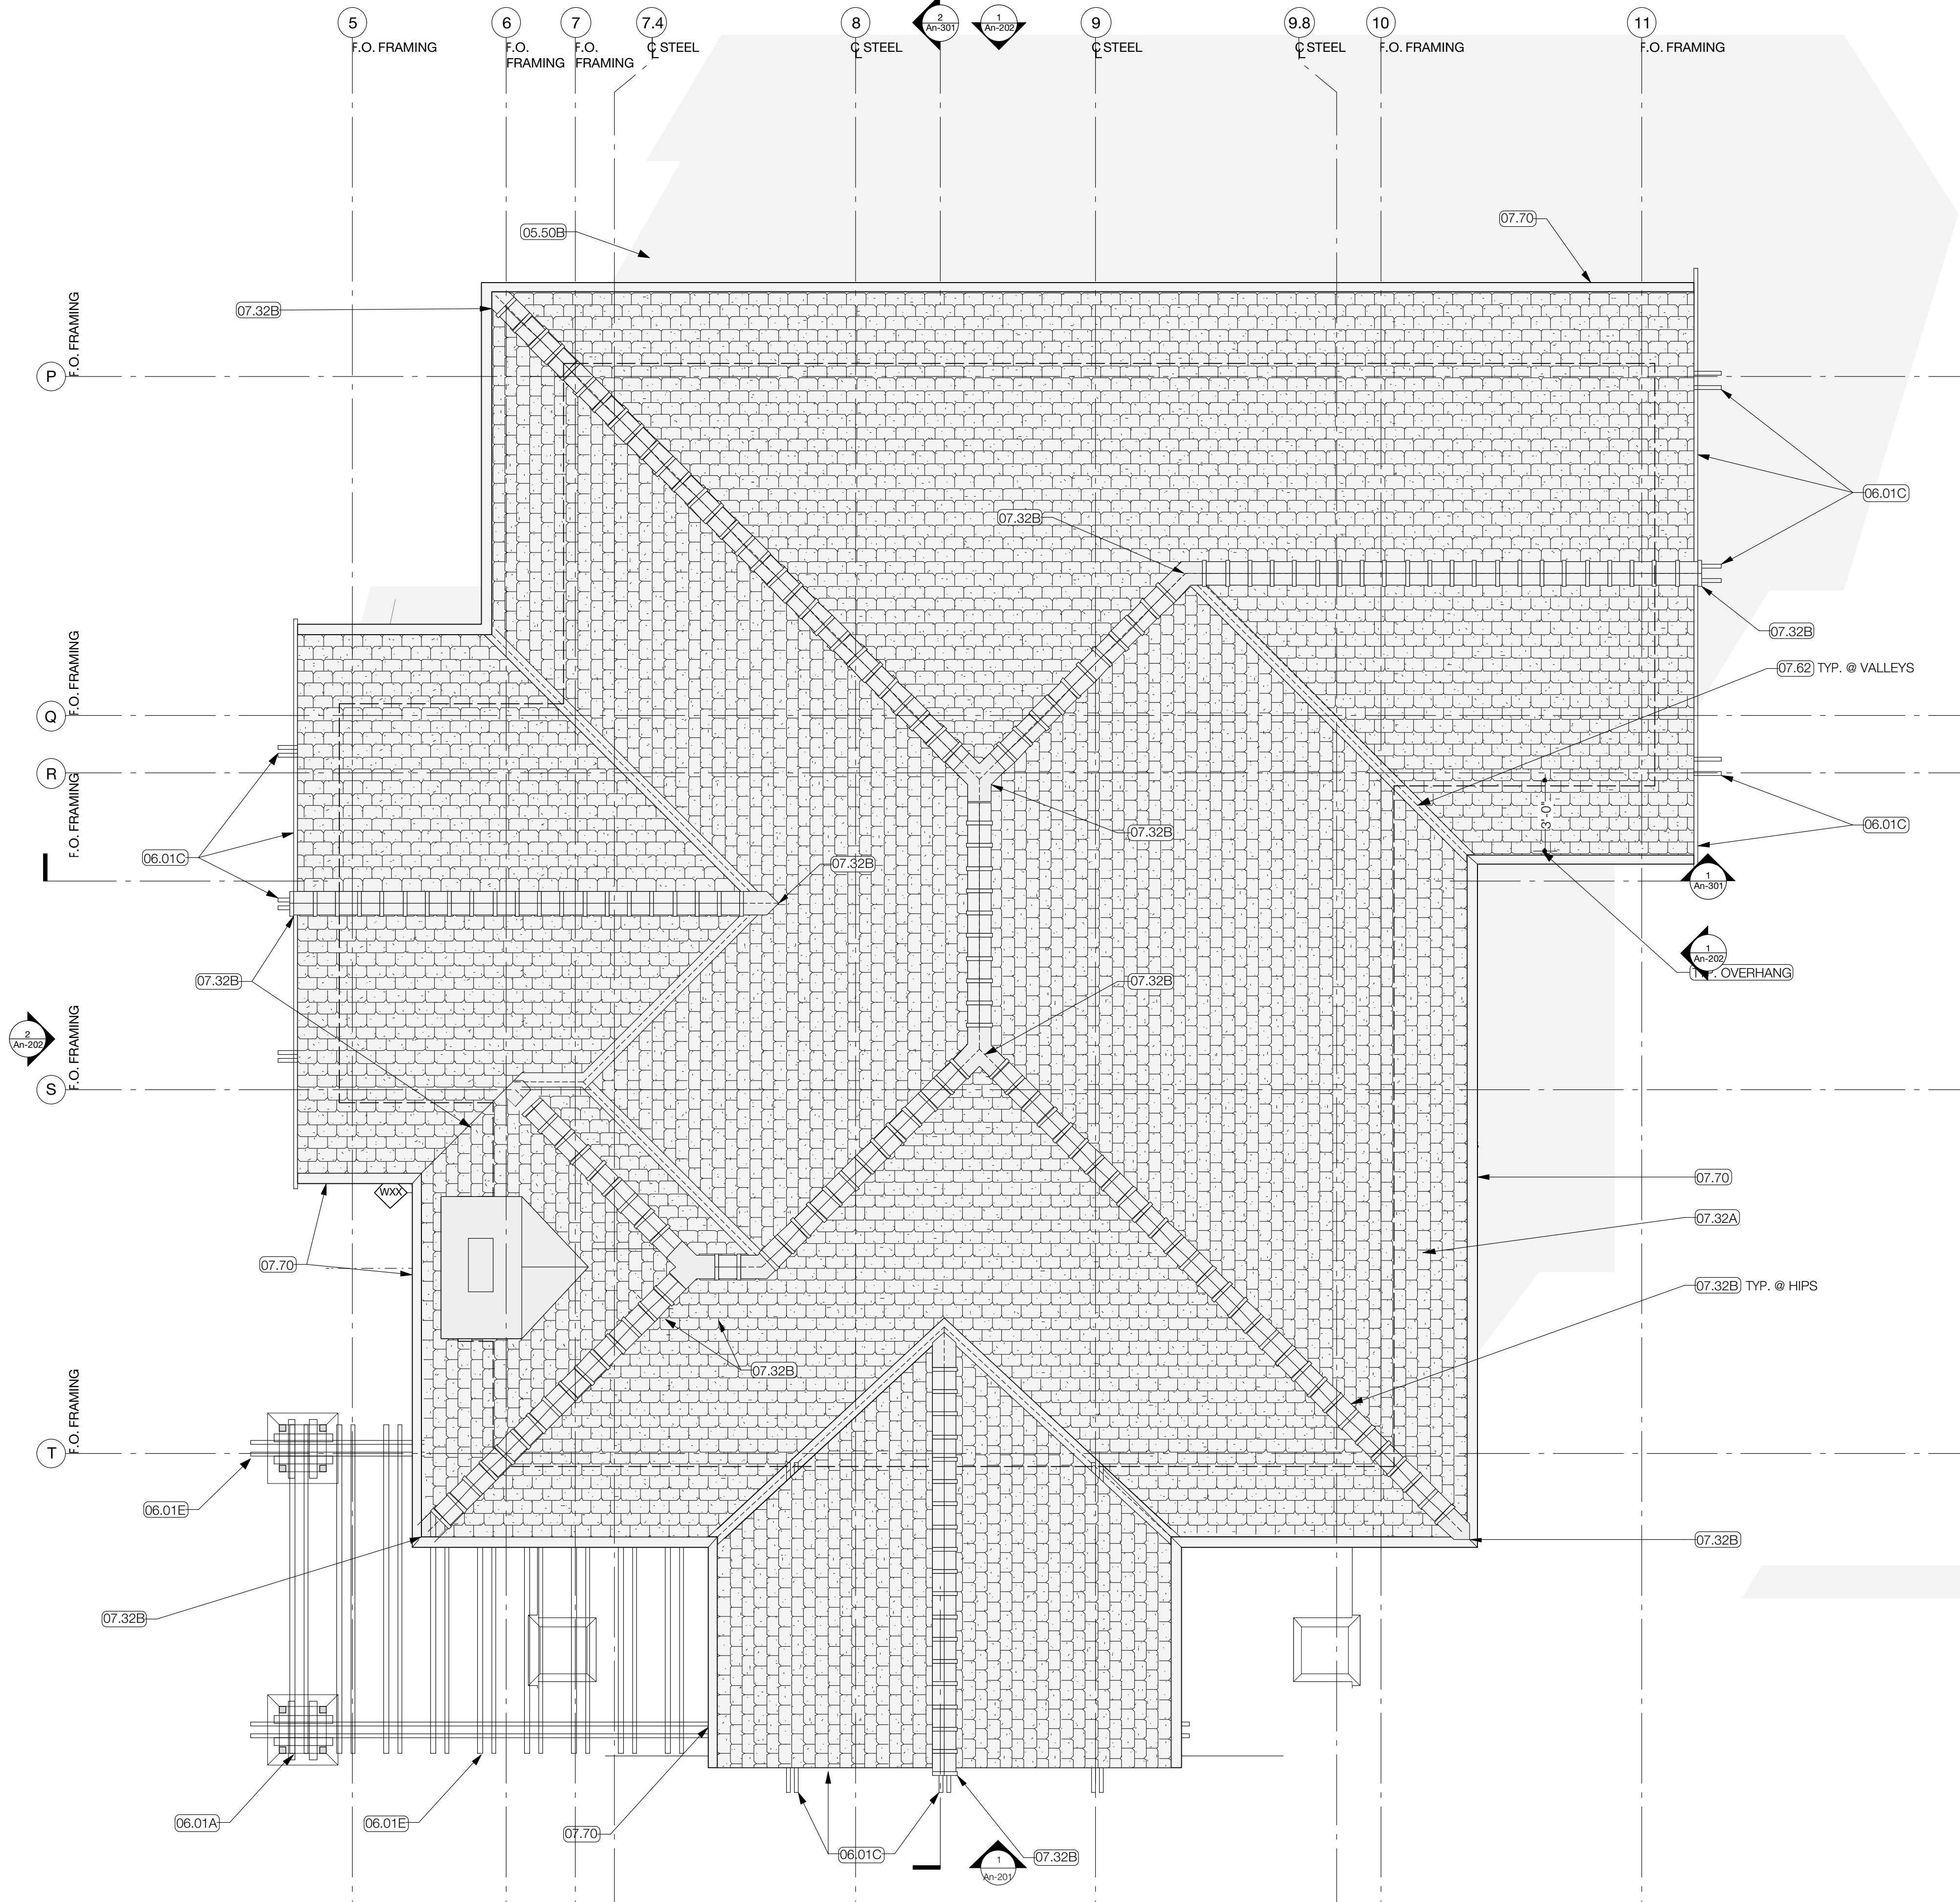 5
F.O. FRAMING
6
F.O.
FRAMING
7
F.O.
FRAMING
7.4
CL STEEL
8
CL STEEL
2
An-301
1
An-202
9
CL STEEL
9.8
CL STEEL
10
F.O. FRAMING
11
F.O. FRAMING
05.50B
07.70
07.32B
P
F.O. FRAMING
06.01C
07.32B
07.32B
07.62 TYP. @ VALLEYS
Q
F.O. FRAMING
R
F.O. FRAMING
3'-0"
06.01C
07.32B
07.32B
06.01C
1
An-301
1
An-202
OVERHANG
07.32B
07.32B
2
An-202
S
F.O. FRAMING
07.70
WXX
07.32A
07.70
07.32B TYP. @ HIPS
07.32B
T
F.O. FRAMING
06.01E
07.32B
07.32B
06.01A
06.01E
07.70
06.01C
07.32B
1
An-201